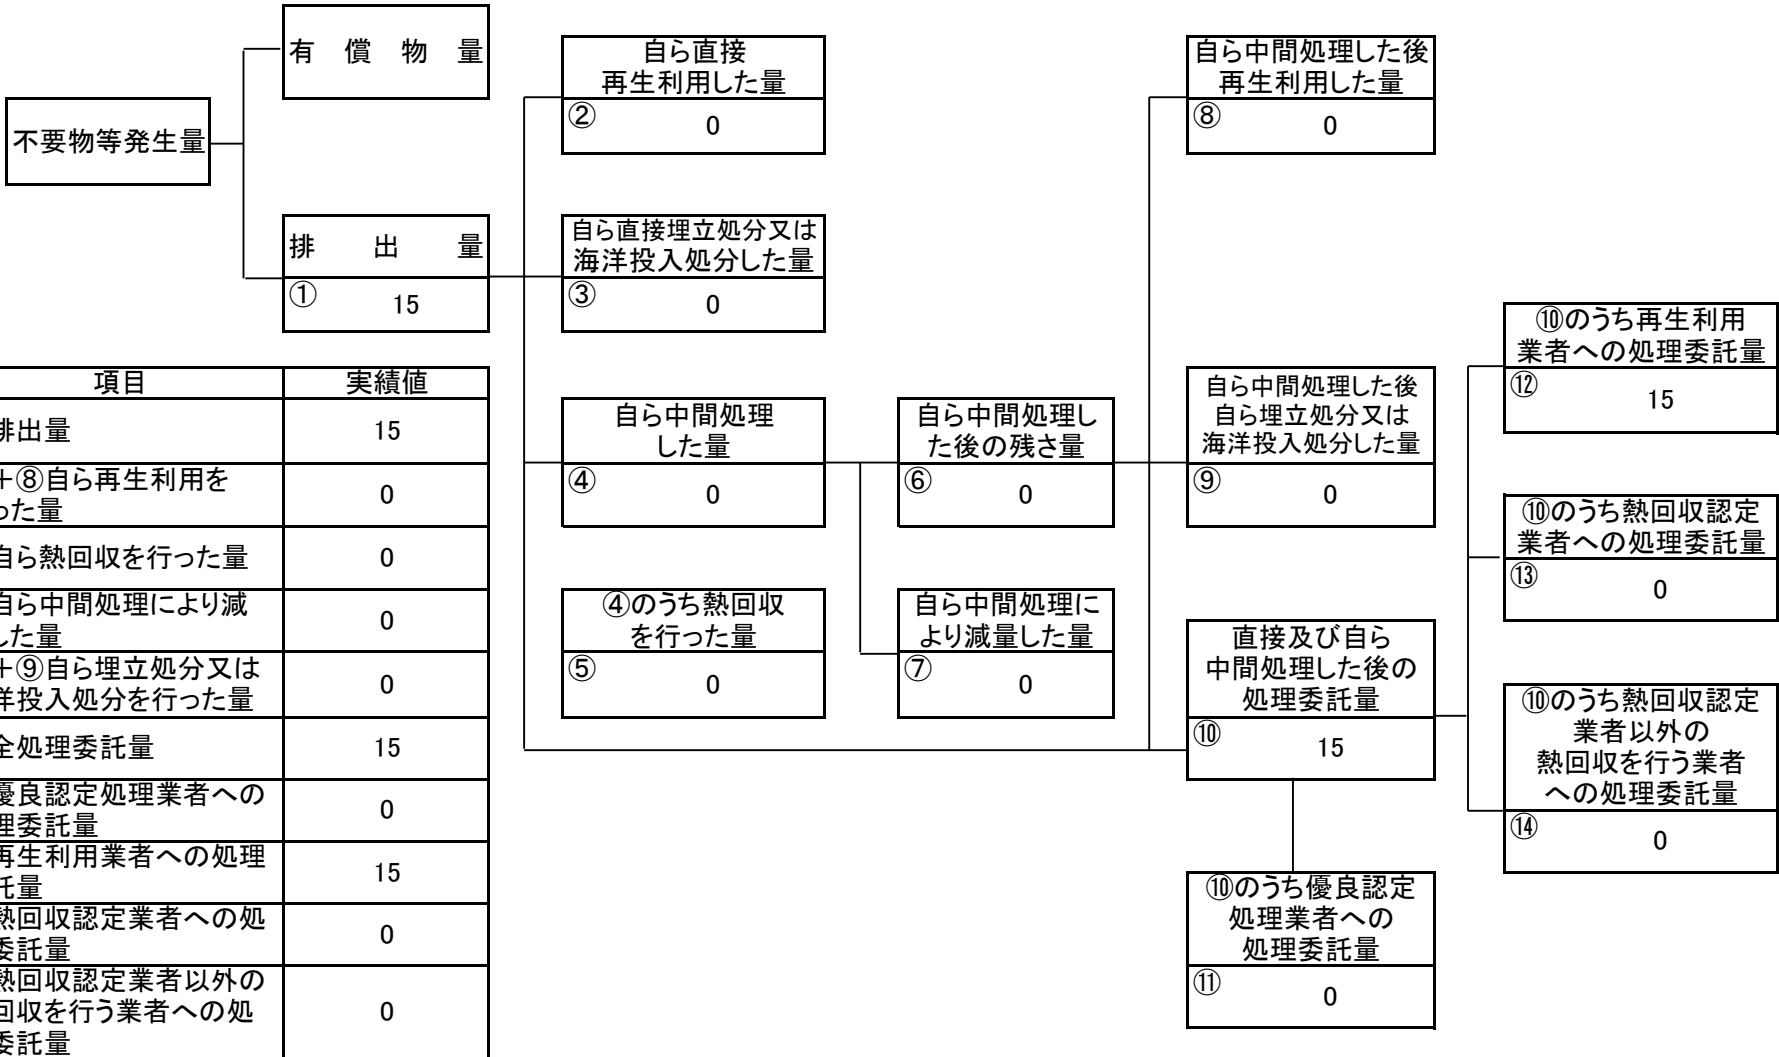 有　償　物　量
不要物等発生量
排　出　量
①　15
自ら直接
再生利用した量
②　0
自ら直接埋立処分又は
海洋投入処分した量
③　0
自ら中間処理
した量
④　0
④のうち熱回収
を行った量
⑤　0
自ら中間処理し
た後の残さ量
⑥　0
自ら中間処理に
より減量した量
⑦　0
自ら中間処理した後
再生利用した量
⑧　0
自ら中間処理した後
自ら埋立処分又は
海洋投入処分した量
⑨　0
直接及び自ら
中間処理した後の
処理委託量
⑩　15
⑩のうち優良認定
処理業者への
処理委託量
⑪　0
⑩のうち再生利用
業者への処理委託量
⑫　15
⑩のうち熱回収認定
業者への処理委託量
⑬　0
⑩のうち熱回収認定
業者以外の
熱回収を行う業者
への処理委託量
⑭　0
項目　実績値
排出量　15
+⑧自ら再生利用を
った量　0
自ら熱回収を行った量　0
自ら中間処理により減
した量　0
+⑨自ら埋立処分又は
洋投入処分を行った量　0
全処理委託量　15
優良認定処理業者への
理委託量　0
再生利用業者への処理
託量　15
熱回収認定業者への処
委託量　0
熱回収認定業者以外の
回収を行う業者への処
委託量　0